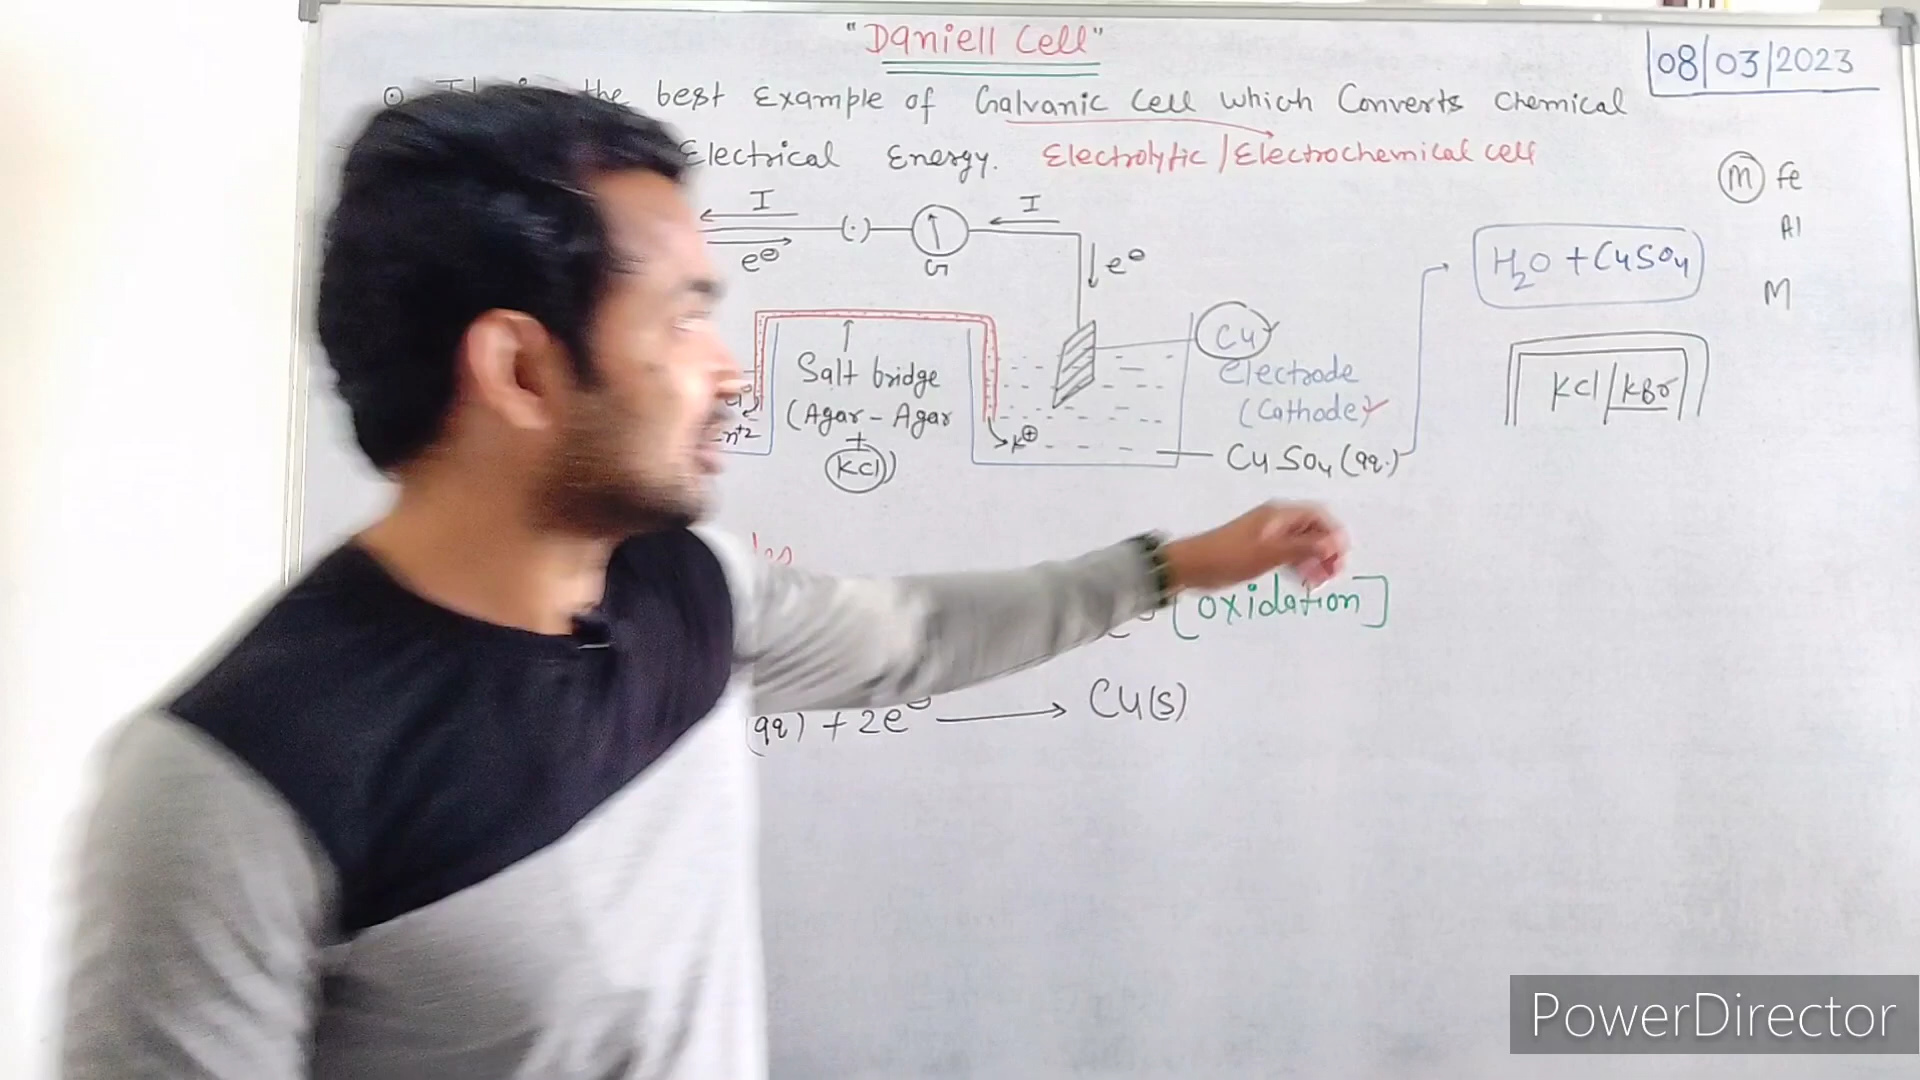 "Daniell Cell"
08/03/2023
the best Example of Galvanic Cell which Converts Chemical
Electrical Energy. Electrolytic/Electrochemical cell
M Fe
Al
M
I
I
(·)
G
e⊖
e⊖
H₂O + CuSO₄
Cu
Electrode
(Cathode)
CuSO₄ (aq.)
Salt bridge
(Agar-Agar
+
KCl)
K⊕
KCl/KBr
[oxidation]
(aq) + 2e⊖ → Cu(s)
PowerDirector